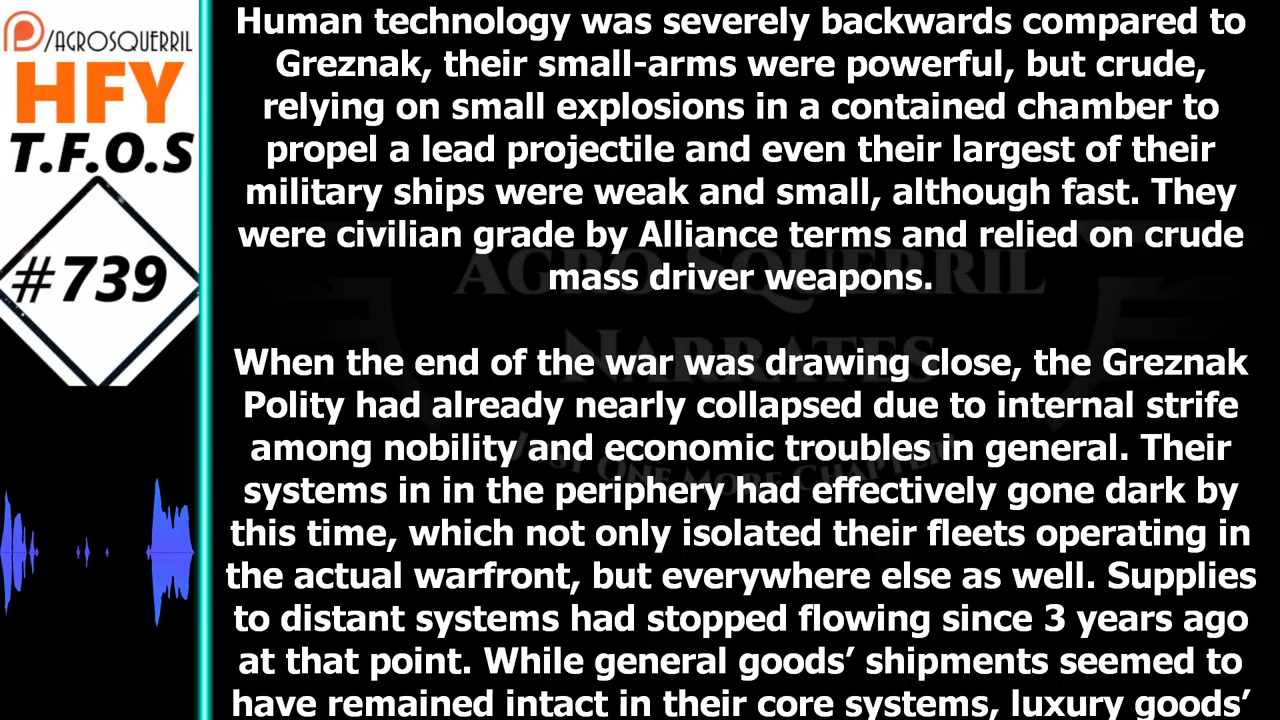 /AGROSQUERRIL
HFY
T.F.O.S
#739
Human technology was severely backwards compared to
Greznak, their small-arms were powerful, but crude,
relying on small explosions in a contained chamber to
propel a lead projectile and even their largest of their
military ships were weak and small, although fast. They
were civilian grade by Alliance terms and relied on crude
mass driver weapons.
When the end of the war was drawing close, the Greznak
Polity had already nearly collapsed due to internal strife
among nobility and economic troubles in general. Their
systems in in the periphery had effectively gone dark by
this time, which not only isolated their fleets operating in
the actual warfront, but everywhere else as well. Supplies
to distant systems had stopped flowing since 3 years ago
at that point. While general goods’ shipments seemed to
have remained intact in their core systems, luxury goods’
Agro Squerril
Narrates
Just One More Chapter